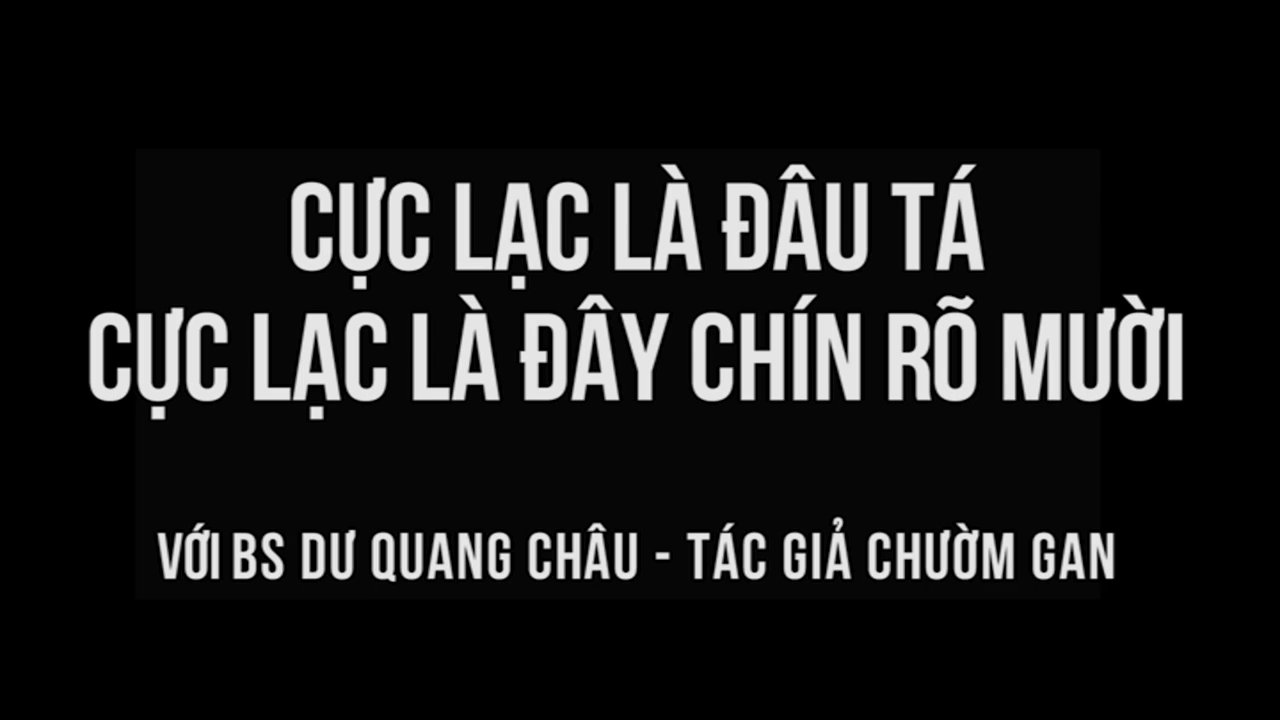 CỰC LẠC LÀ ĐÂU TÁ
CỰC LẠC LÀ ĐÂY CHÍN RÕ MƯỜI
VỚI BS DƯ QUANG CHÂU - TÁC GIẢ CHƯỜM GAN